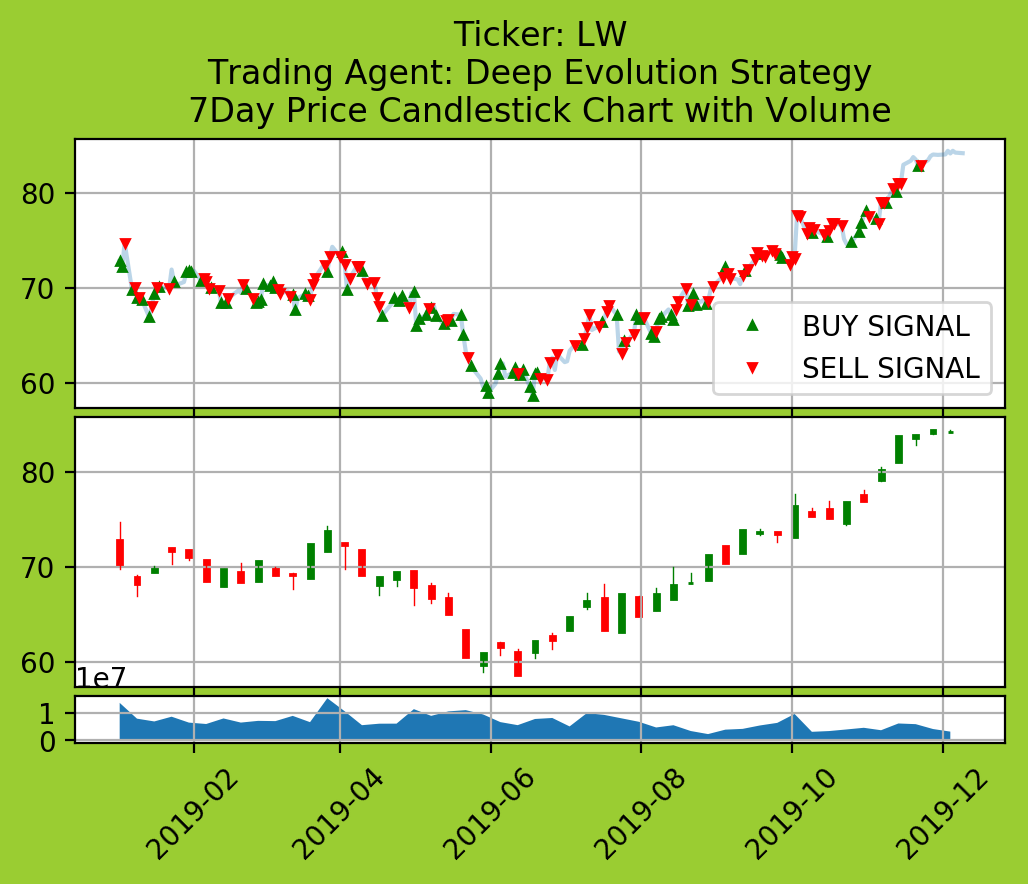 Ticker: LW
Trading Agent: Deep Evolution Strategy
7Day Price Candlestick Chart with Volume
80
70
60
BUY SIGNAL
SELL SIGNAL
80
70
60
1e7
1
0
2019-02
2019-04
2019-06
2019-08
2019-10
2019-12